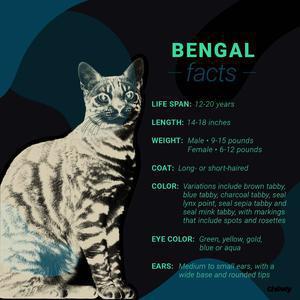 BENGAL
facts
LIFE SPAN: 12-20 years
LENGTH: 14-18 inches
WEIGHT: Male • 9-15 pounds
Female • 6-12 pounds
COAT: Long- or short-haired
COLOR: Variations include brown tabby,
blue tabby, charcoal tabby, seal
lynx point, seal sepia tabby and
seal mink tabby, with markings
that include spots and rosettes
EYE COLOR: Green, yellow, gold,
blue or aqua
EARS: Medium to small ears, with a
wide base and rounded tips
chewy